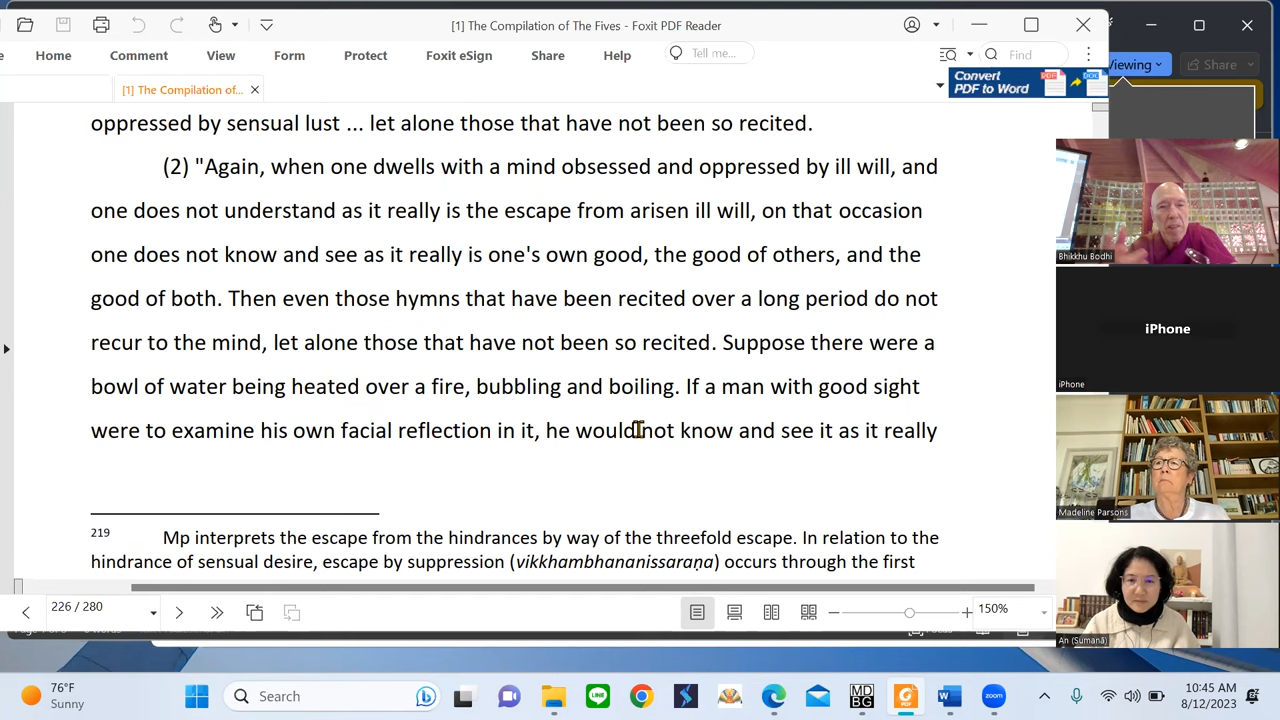 [1] The Compilation of The Fives - Foxit PDF Reader
Home Comment View Form Protect Foxit eSign Share Help Tell me... Find
Viewing Share
[1] The Compilation of...
Convert PDF to Word
PDF DOC
oppressed by sensual lust ... let alone those that have not been so recited.
(2) "Again, when one dwells with a mind obsessed and oppressed by ill will, and
one does not understand as it really is the escape from arisen ill will, on that occasion
one does not know and see as it really is one's own good, the good of others, and the
good of both. Then even those hymns that have been recited over a long period do not
recur to the mind, let alone those that have not been so recited. Suppose there were a
bowl of water being heated over a fire, bubbling and boiling. If a man with good sight
were to examine his own facial reflection in it, he would not know and see it as it really
219 Mp interprets the escape from the hindrances by way of the threefold escape. In relation to the
hindrance of sensual desire, escape by suppression (vikkhambhananissaraṇa) occurs through the first
Bhikkhu Bodhi
iPhone
iPhone
Madeline Parsons
An (Sumanā)
226 / 280
150%
76°F
Sunny
Search
LINE
MD
BG
zoom
10:45 AM
8/12/2023